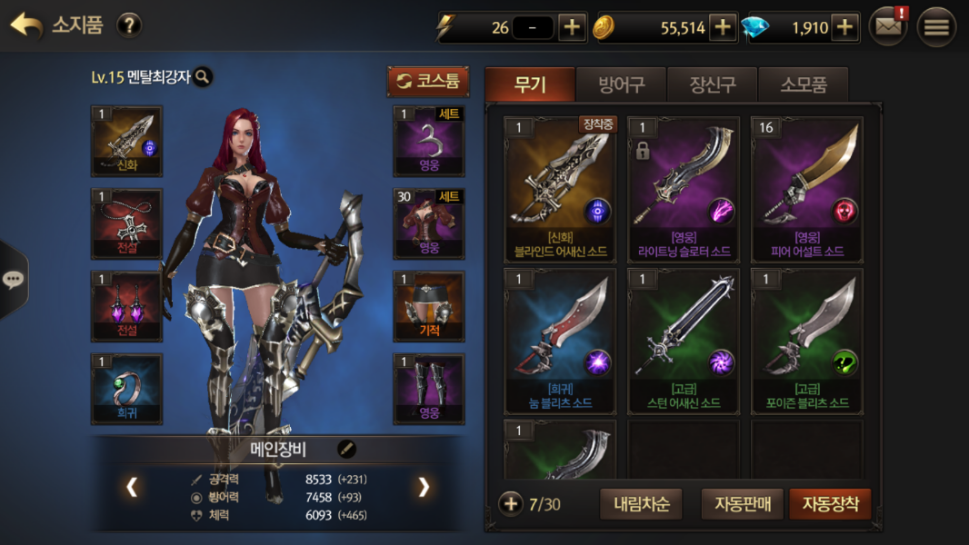 소지품 ?
26 - +
55,514 +
1,910 +
!
Lv.15 멘탈최강자
코스튬
무기
방어구
장신구
소모품
1
신화
1
전설
1
전설
1
희귀
1 세트
영웅
30 세트
영웅
1
기적
1
영웅
1 장착중
[신화]
블라인드 어새신 소드
1
[영웅]
라이트닝 슬로터 소드
16
[영웅]
피어 어설트 소드
1
[희귀]
눔 블리츠 소드
1
[고급]
스턴 어새신 소드
1
[고급]
포이즌 블리츠 소드
1
메인장비
공격력 8533 (+231)
방어력 7458 (+93)
체력 6093 (+465)
+ 7/30
내림차순
자동판매
자동장착